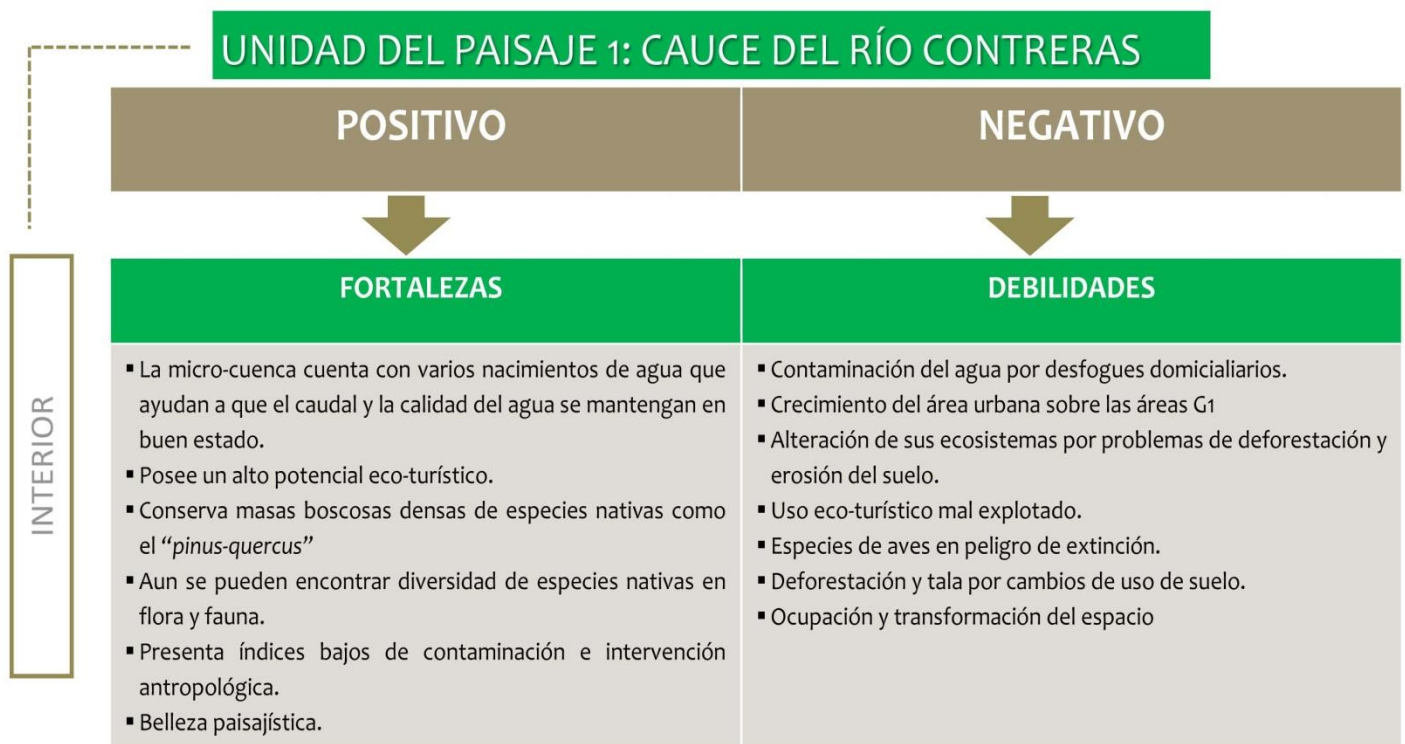 UNIDAD DEL PAISAJE 1: CAUCE DEL RÍO CONTRERAS
POSITIVO
NEGATIVO
INTERIOR
FORTALEZAS
▪ La micro-cuenca cuenta con varios nacimientos de agua que
ayudan a que el caudal y la calidad del agua se mantengan en
buen estado.
▪ Posee un alto potencial eco-turístico.
▪ Conserva masas boscosas densas de especies nativas como
el “pinus-quercus”
▪ Aun se pueden encontrar diversidad de especies nativas en
flora y fauna.
▪ Presenta índices bajos de contaminación e intervención
antropológica.
▪ Belleza paisajística.
DEBILIDADES
▪ Contaminación del agua por desfogues domicialiarios.
▪ Crecimiento del área urbana sobre las áreas G1
▪ Alteración de sus ecosistemas por problemas de deforestación y
erosión del suelo.
▪ Uso eco-turístico mal explotado.
▪ Especies de aves en peligro de extinción.
▪ Deforestación y tala por cambios de uso de suelo.
▪ Ocupación y transformación del espacio